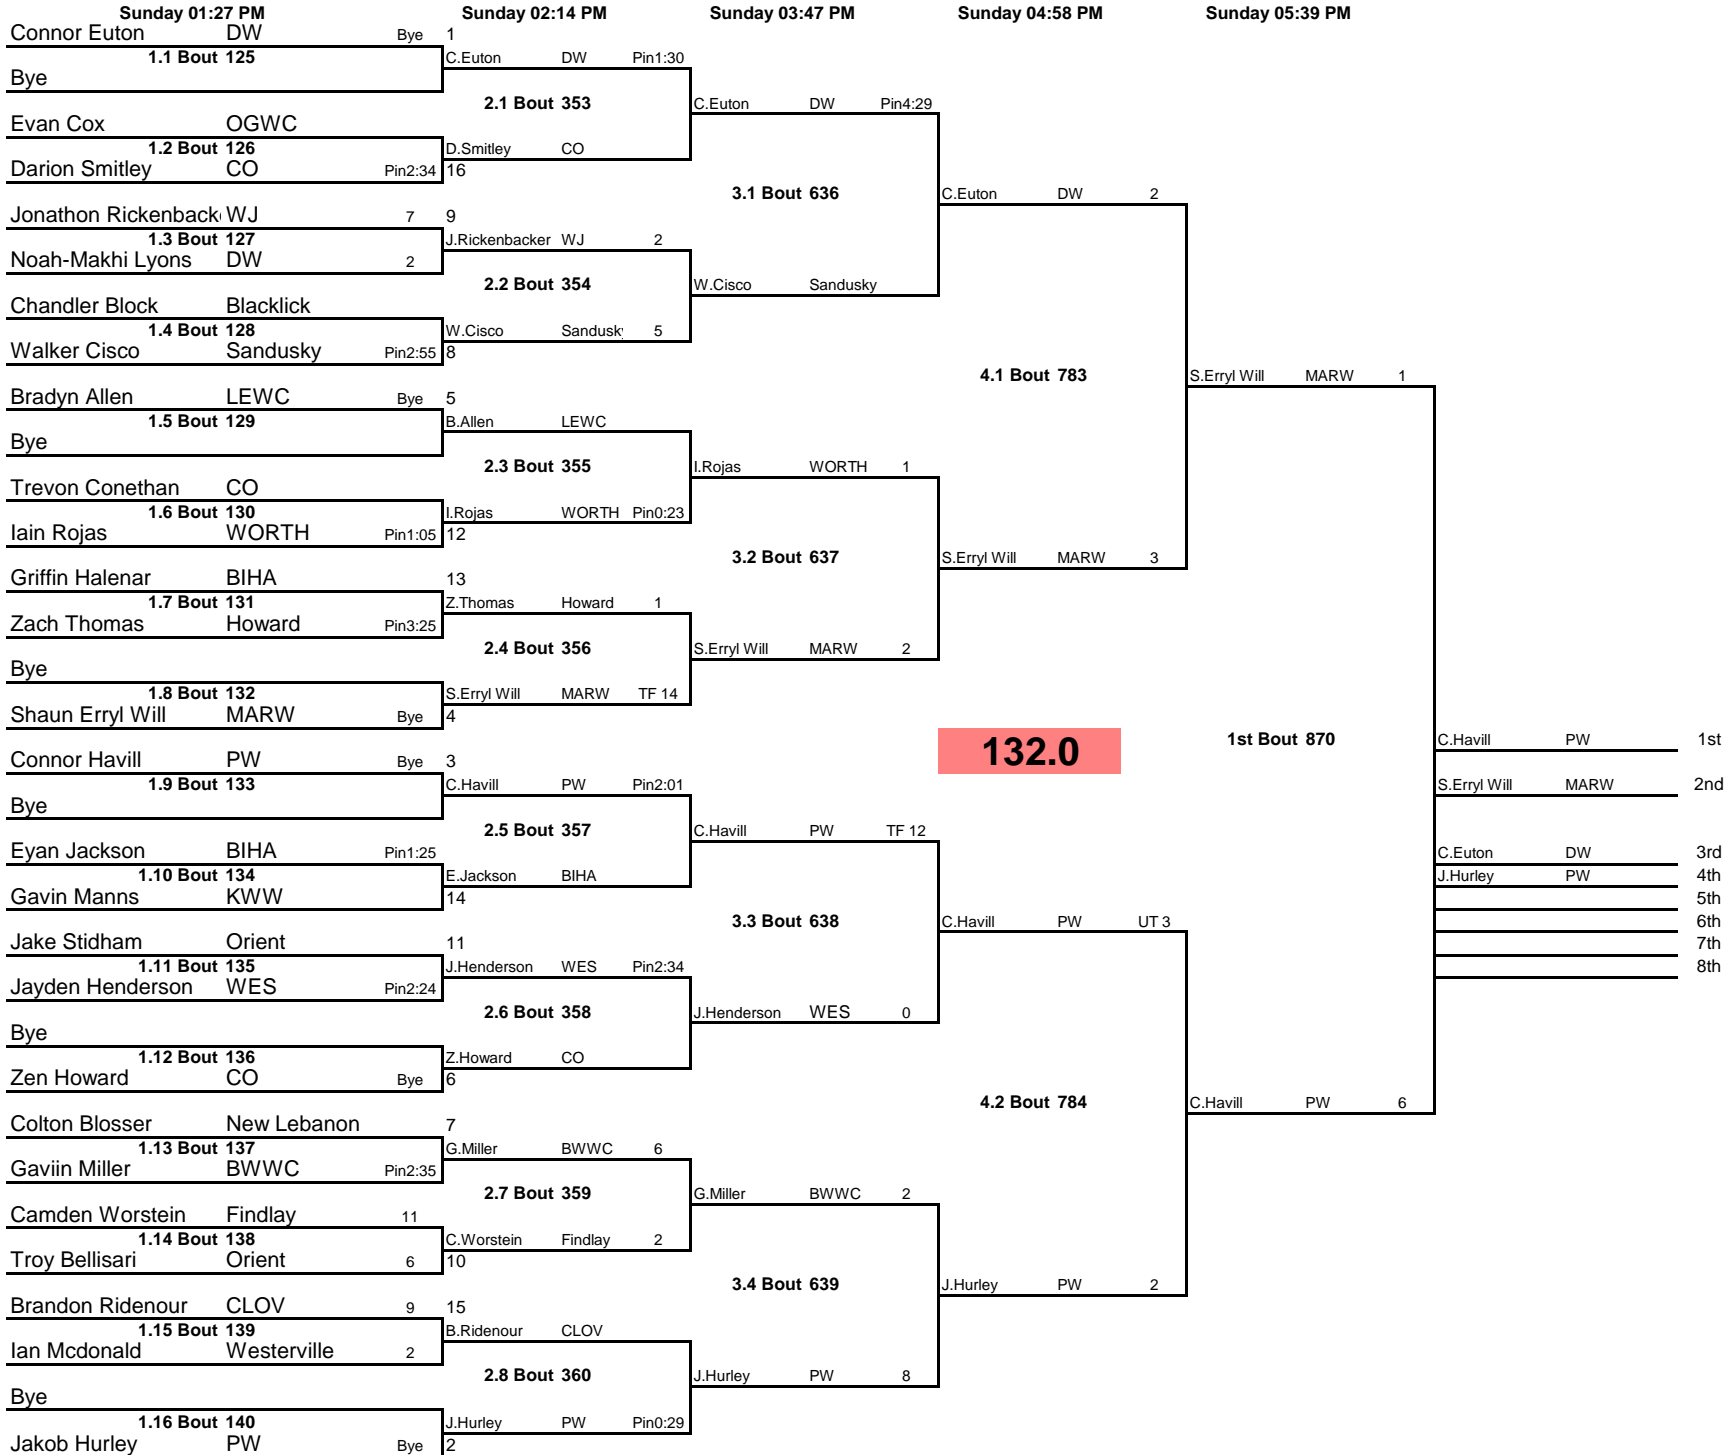 Sunday 01:27 PM Sunday 02:14 PM Sunday 03:47 PM Sunday 04:58 PM Sunday 05:39 PM
Connor Euton DW Bye 1
1.1 Bout 125 C.Euton DW Pin1:30
Bye
2.1 Bout 353 C.Euton DW Pin4:29
Evan Cox OGWC
1.2 Bout 126 D.Smitley CO
Darion Smitley CO Pin2:34 16
3.1 Bout 636 C.Euton DW 2
Jonathon Rickenback WJ 7 9
1.3 Bout 127 J.Rickenbacker WJ 2
Noah-Makhi Lyons DW 2
2.2 Bout 354 W.Cisco Sandusky
Chandler Block Blacklick
1.4 Bout 128 W.Cisco Sandusk 5
Walker Cisco Sandusky Pin2:55 8
4.1 Bout 783 S.Erryl Will MARW 1
Bradyn Allen LEWC Bye 5
1.5 Bout 129 B.Allen LEWC
Bye
2.3 Bout 355 I.Rojas WORTH 1
Trevon Conethan CO
1.6 Bout 130 I.Rojas WORTH Pin0:23
Iain Rojas WORTH Pin1:05 12
3.2 Bout 637 S.Erryl Will MARW 3
Griffin Halenar BIHA 13
1.7 Bout 131 Z.Thomas Howard 1
Zach Thomas Howard Pin3:25
2.4 Bout 356 S.Erryl Will MARW 2
Bye
1.8 Bout 132 S.Erryl Will MARW TF 14
Shaun Erryl Will MARW Bye 4
132.0 1st Bout 870 C.Havill PW 1st
Connor Havill PW Bye 3
1.9 Bout 133 C.Havill PW Pin2:01 S.Erryl Will MARW 2nd
Bye
2.5 Bout 357 C.Havill PW TF 12
Eyan Jackson BIHA Pin1:25 C.Euton DW 3rd
1.10 Bout 134 E.Jackson BIHA J.Hurley PW 4th
Gavin Manns KWW 14 5th
3.3 Bout 638 C.Havill PW UT 3 6th
Jake Stidham Orient 11 7th
1.11 Bout 135 J.Henderson WES Pin2:34 8th
Jayden Henderson WES Pin2:24
2.6 Bout 358 J.Henderson WES 0
Bye
1.12 Bout 136 Z.Howard CO
Zen Howard CO Bye 6
4.2 Bout 784 C.Havill PW 6
Colton Blosser New Lebanon 7
1.13 Bout 137 G.Miller BWWC 6
Gaviin Miller BWWC Pin2:35
2.7 Bout 359 G.Miller BWWC 2
Camden Worstein Findlay 11
1.14 Bout 138 C.Worstein Findlay 2
Troy Bellisari Orient 6 10
3.4 Bout 639 J.Hurley PW 2
Brandon Ridenour CLOV 9 15
1.15 Bout 139 B.Ridenour CLOV
Ian Mcdonald Westerville 2
2.8 Bout 360 J.Hurley PW 8
Bye
1.16 Bout 140 J.Hurley PW Pin0:29
Jakob Hurley PW Bye 2